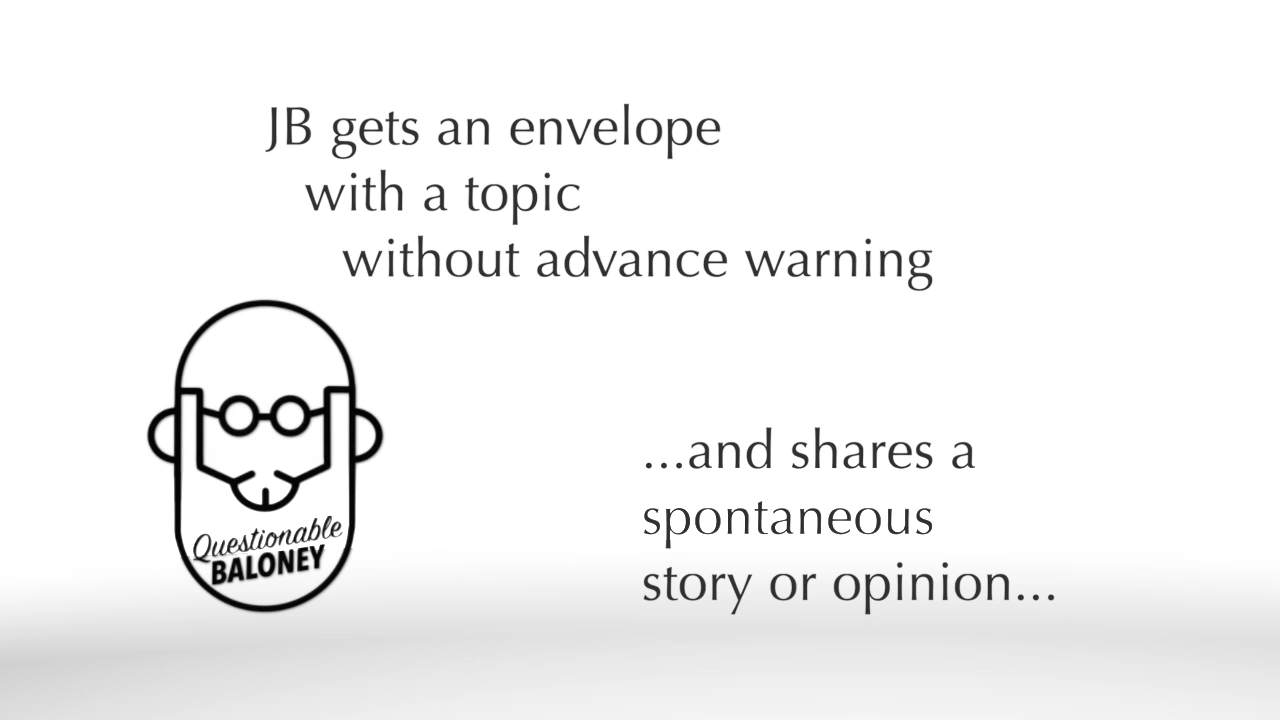 JB gets an envelope
with a topic
without advance warning
...and shares a
spontaneous
story or opinion...
Questionable
BALONEY